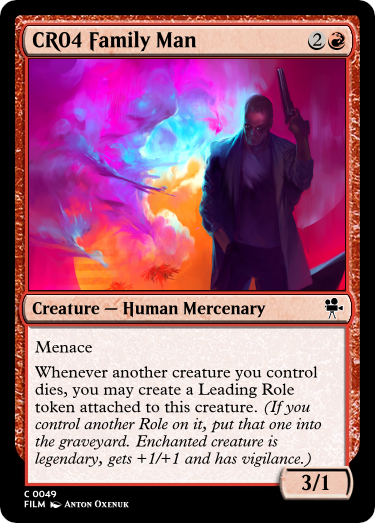 CR04 Family Man 2
Creature — Human Mercenary
Menace
Whenever another creature you control
dies, you may create a Leading Role
token attached to this creature. (If you
control another Role on it, put that one into
the graveyard. Enchanted creature is
legendary, gets +1/+1 and has vigilance.)
3/1
C 0049
FILM Anton Oxenuk